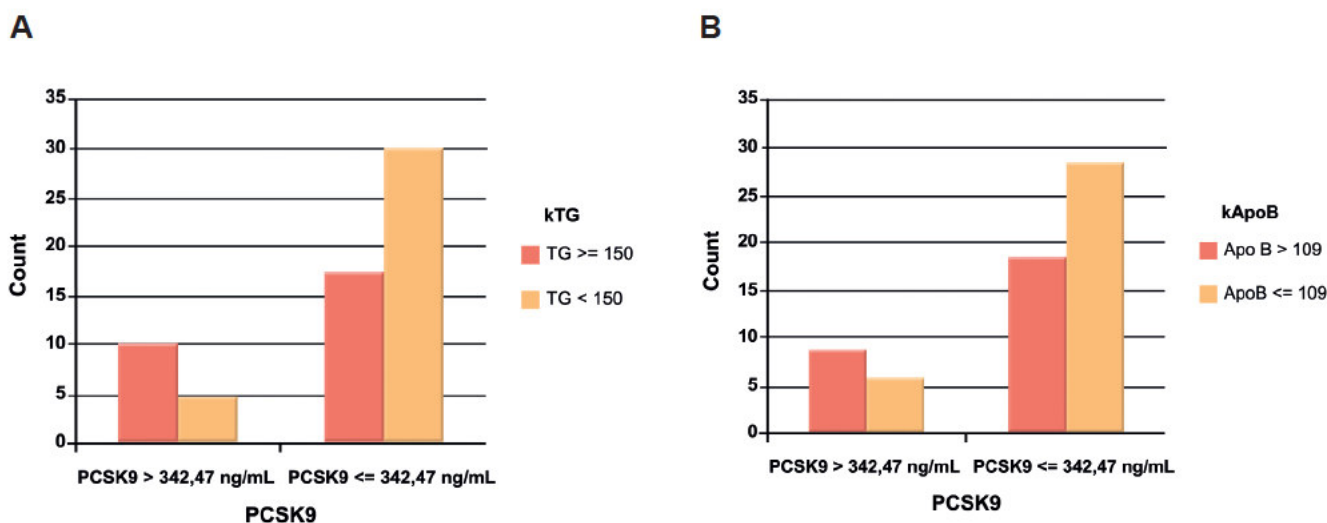 A
35
30
25
20
15
10
5
0
Count
PCSK9 > 342,47 ng/mL
PCSK9 <= 342,47 ng/mL
PCSK9
kTG
TG >= 150
TG < 150
B
35
30
25
20
15
10
5
0
Count
PCSK9 > 342,47 ng/mL
PCSK9 <= 342,47 ng/mL
PCSK9
kApoB
Apo B > 109
ApoB <= 109